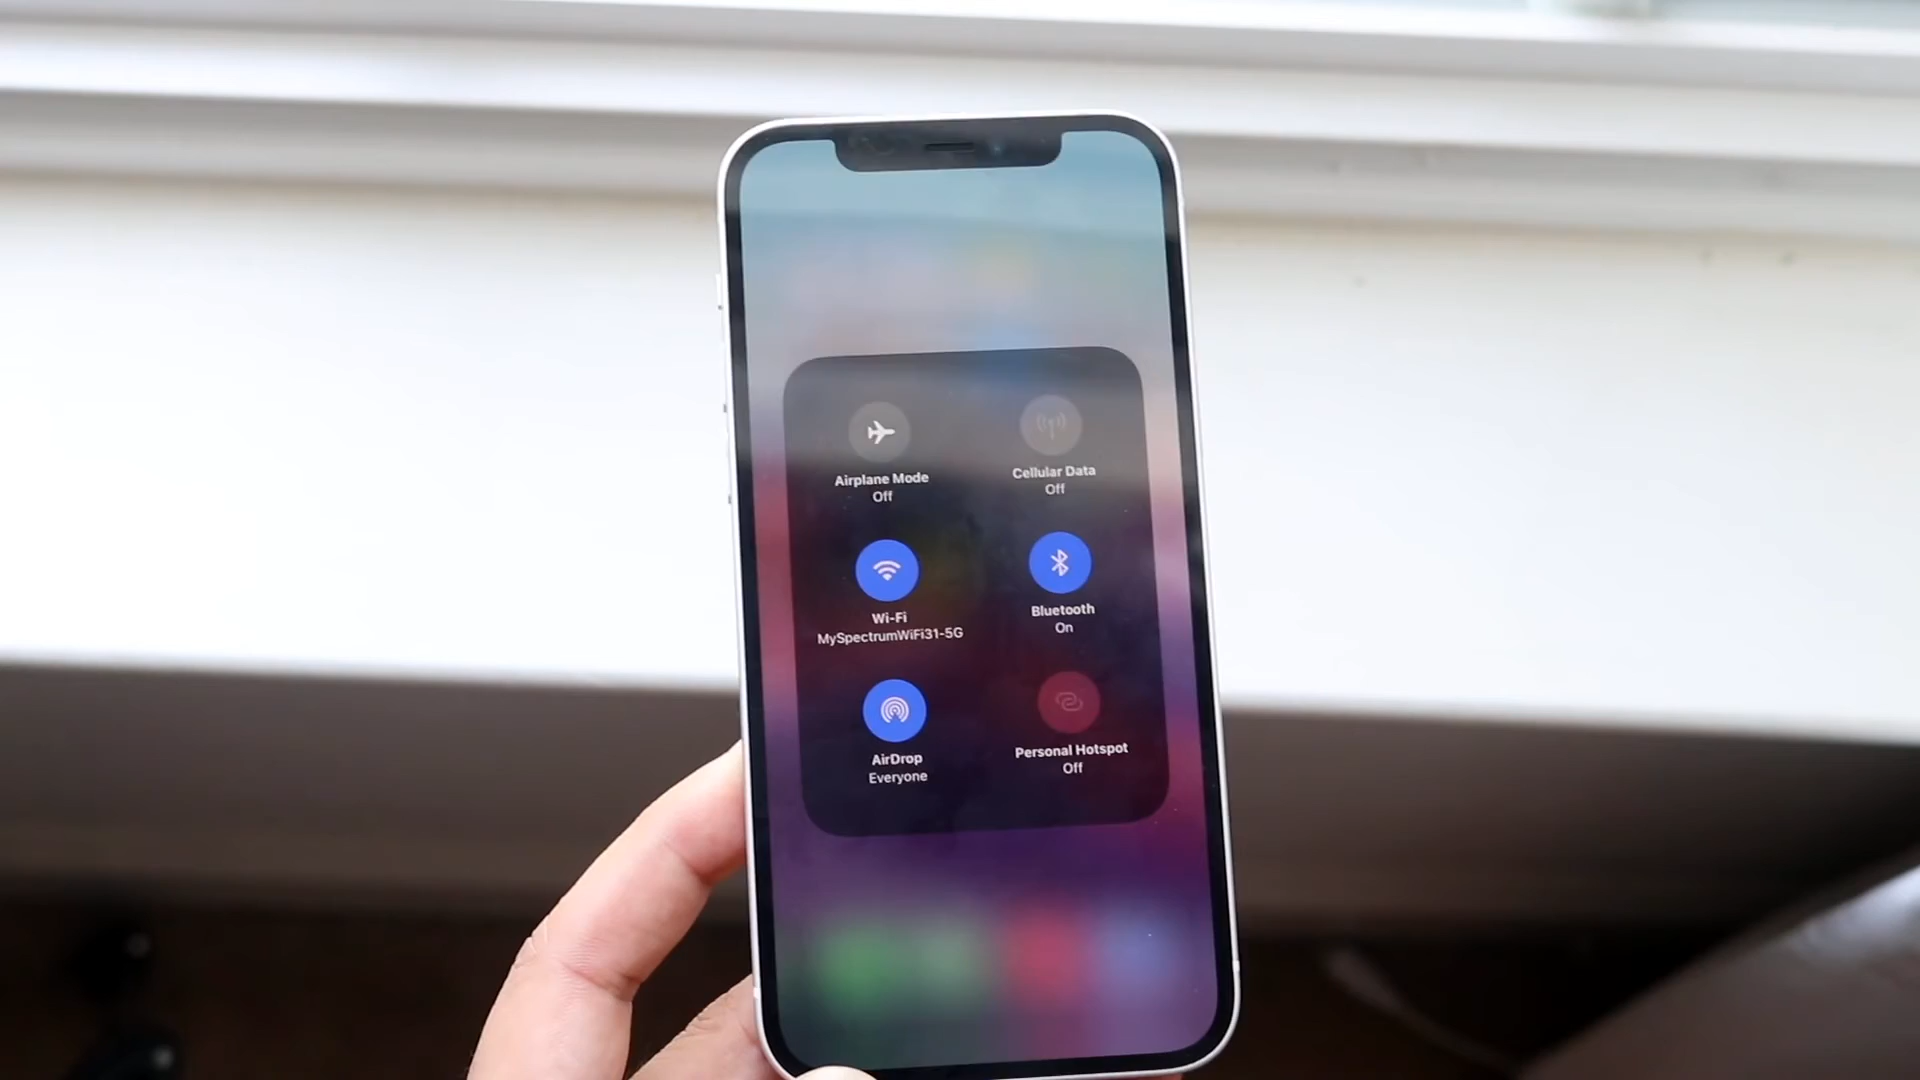 Airplane Mode
Off
Cellular Data
Off
Wi-Fi
MySpectrumWiFi31-5G
Bluetooth
On
AirDrop
Everyone
Personal Hotspot
Off